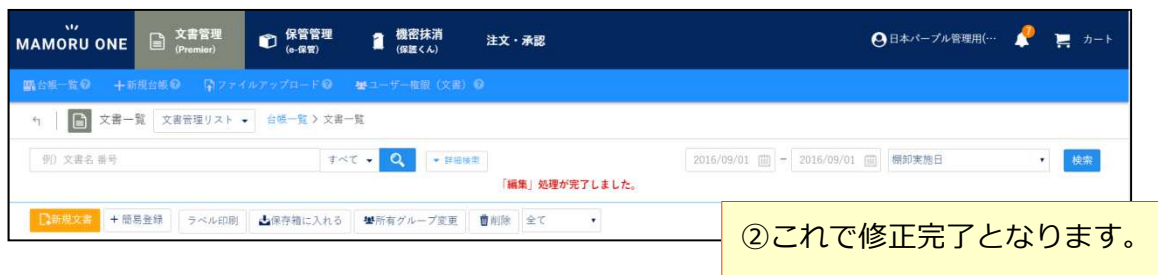 MAMORU ONE 文書管理 (Premier) 保管管理 (e-保管) 機密抹消 (保護くん) 注文・承認 日本パープル管理用(… カート
台帳一覧 +新規台帳 ファイルアップロード ユーザー権限（文書）
文書一覧 文書管理リスト 台帳一覧 > 文書一覧
例）文書名 番号 すべて 詳細検索 2016/09/01 - 2016/09/01 棚卸実施日 検索
「編集」処理が完了しました。
新規文書 +簡易登録 ラベル印刷 保存箱に入れる 所有グループ変更 削除 全て
②これで修正完了となります。